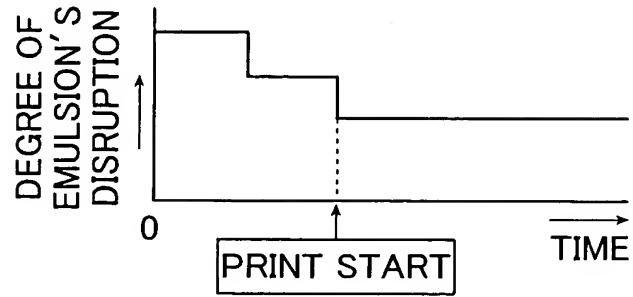 DEGREE OF
EMULSION'S
DISRUPTION
0
TIME
PRINT START